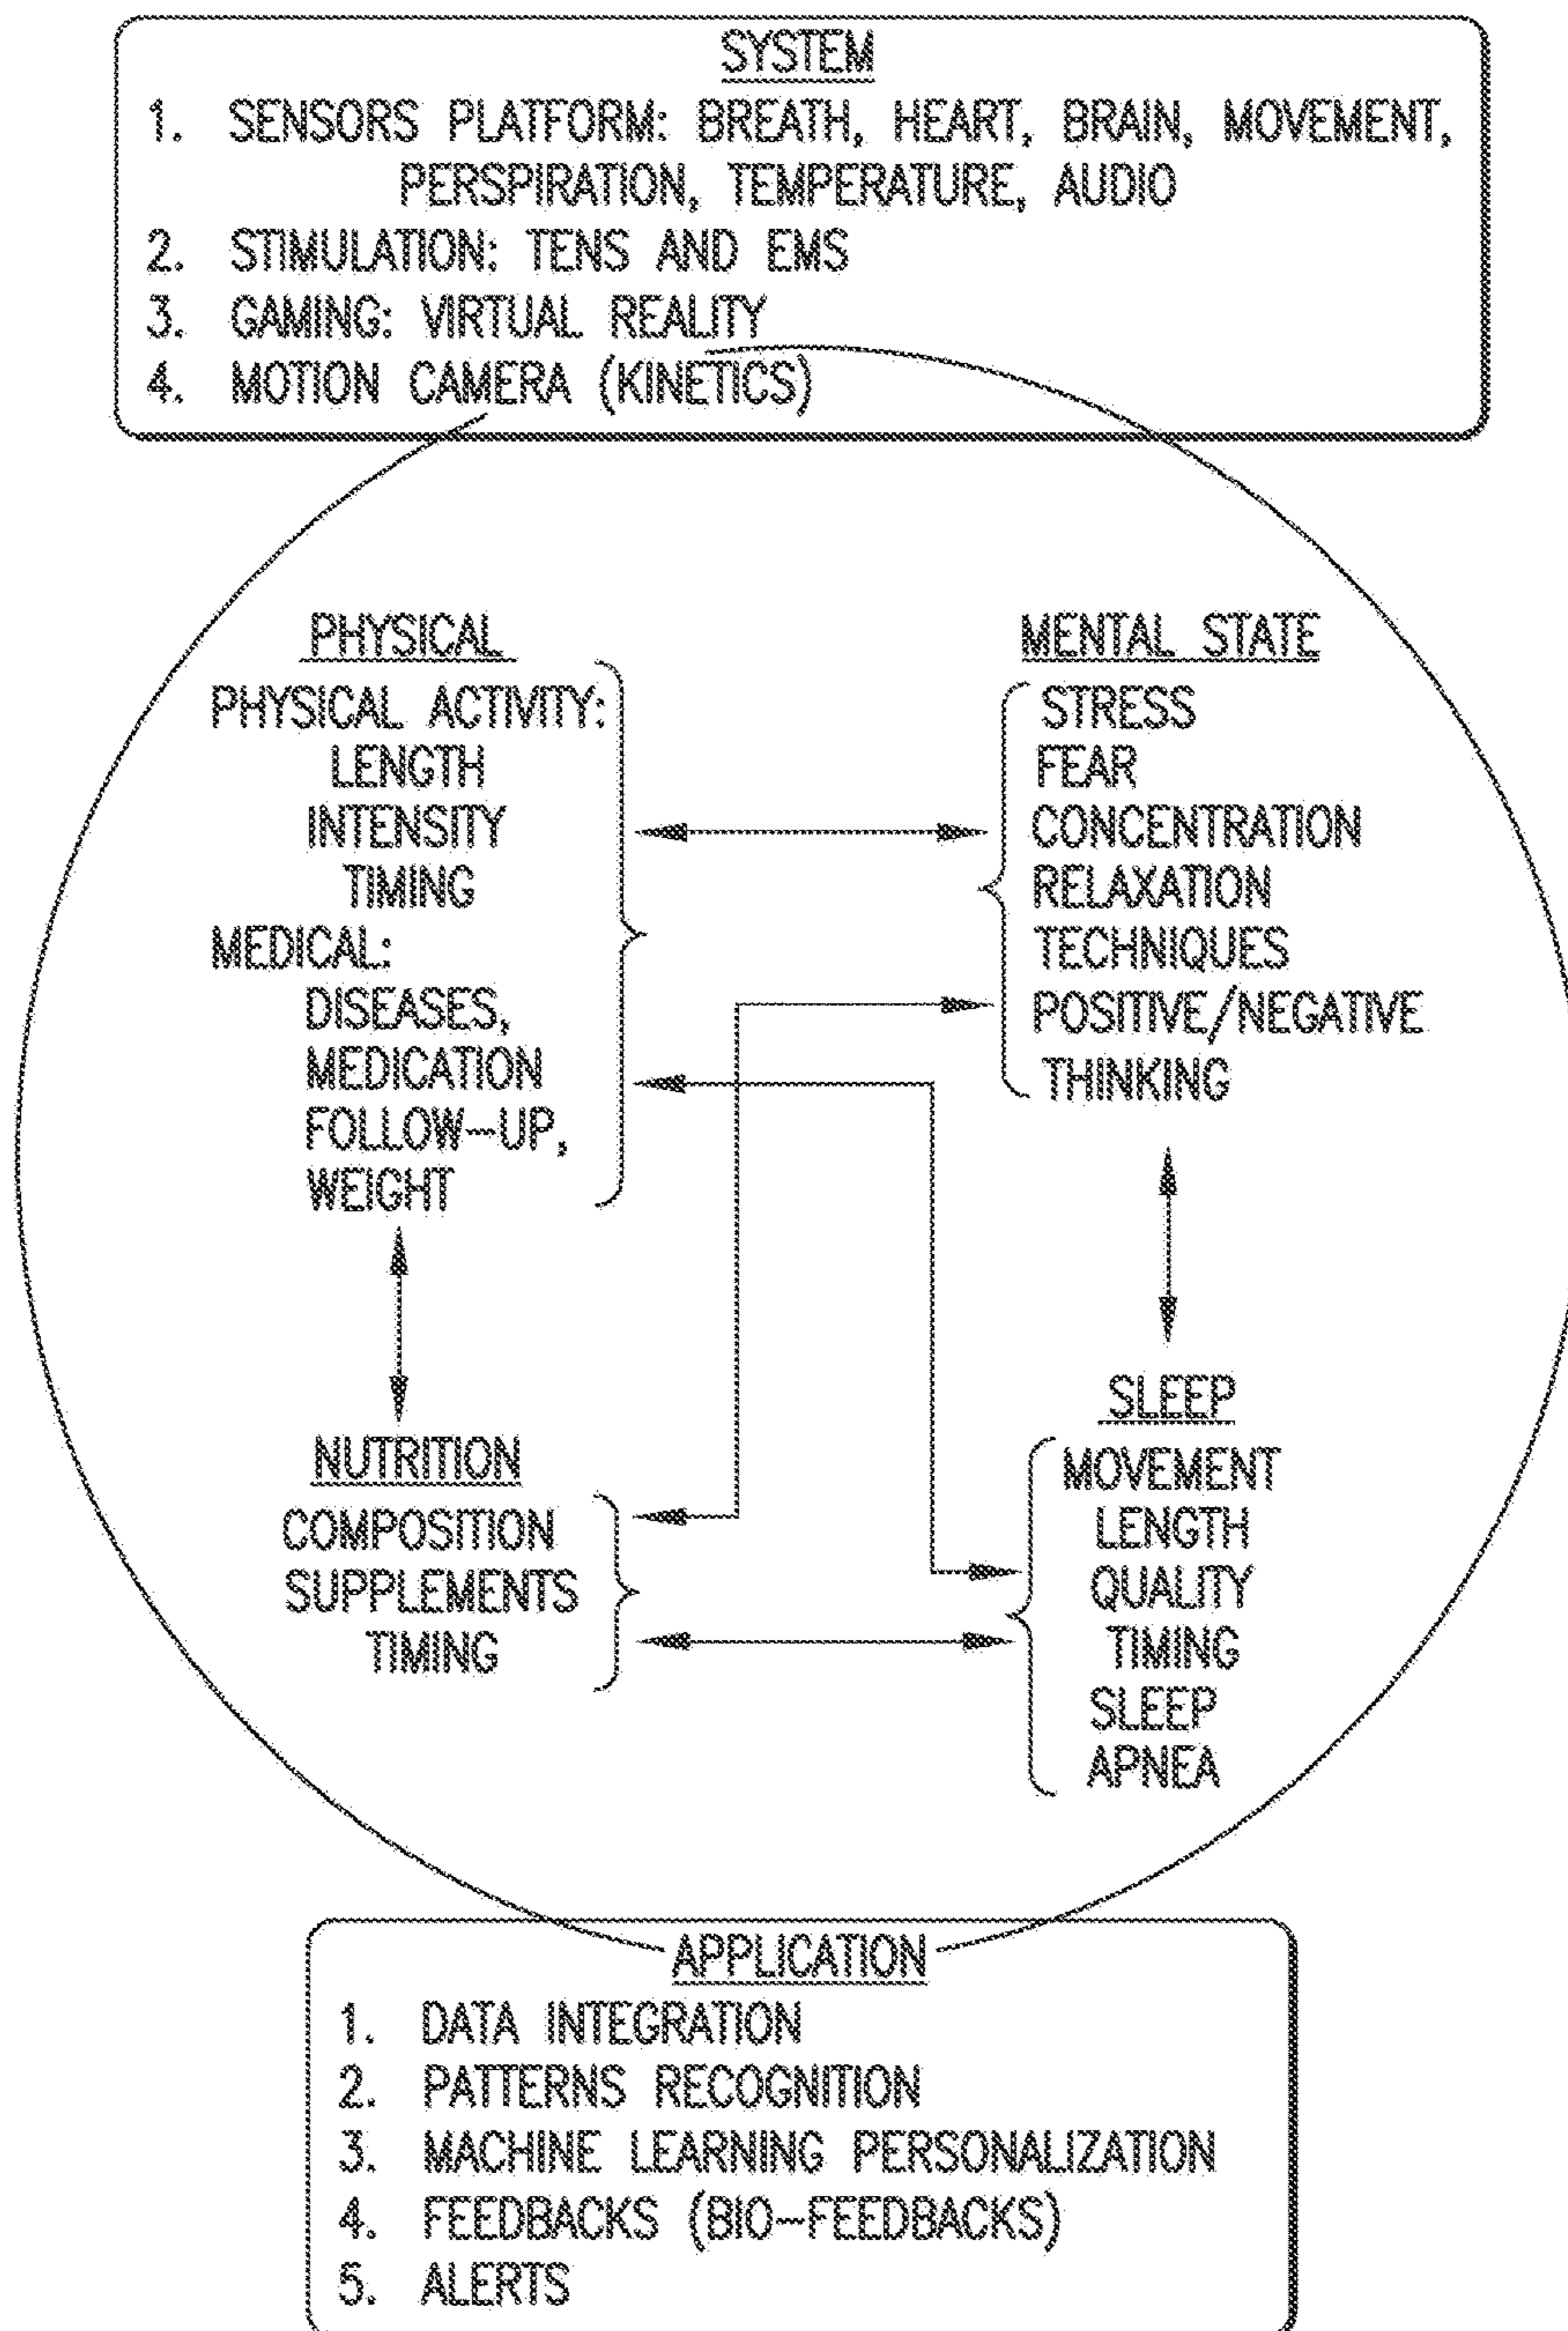 SYSTEM
1. SENSORS PLATFORM: BREATH, HEART, BRAIN, MOVEMENT,
PERSPIRATION, TEMPERATURE, AUDIO
2. STIMULATION: TENS AND EMS
3. GAMING: VIRTUAL REALITY
4. MOTION CAMERA (KINETICS)
PHYSICAL
PHYSICAL ACTIVITY:
LENGTH
INTENSITY
TIMING
MEDICAL:
DISEASES,
MEDICATION
FOLLOW-UP,
WEIGHT
MENTAL STATE
STRESS
FEAR
CONCENTRATION
RELAXATION
TECHNIQUES
POSITIVE/NEGATIVE
THINKING
NUTRITION
COMPOSITION
SUPPLEMENTS
TIMING
SLEEP
MOVEMENT
LENGTH
QUALITY
TIMING
SLEEP
APNEA
APPLICATION
1. DATA INTEGRATION
2. PATTERNS RECOGNITION
3. MACHINE LEARNING PERSONALIZATION
4. FEEDBACKS (BIO-FEEDBACKS)
5. ALERTS